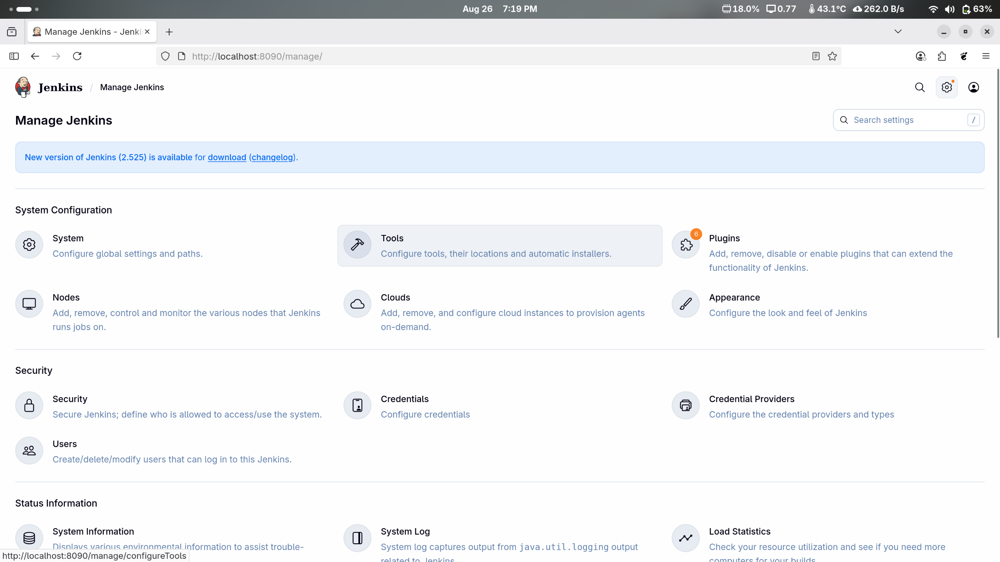 Aug 26 7:19 PM
18.0% 0.77 43.1°C 262.0 B/s 63%
Manage Jenkins - Jenki
http://localhost:8090/manage/
Jenkins / Manage Jenkins
Manage Jenkins
Search settings /
New version of Jenkins (2.525) is available for download (changelog).
System Configuration
System
Configure global settings and paths.
Tools
Configure tools, their locations and automatic installers.
6
Plugins
Add, remove, disable or enable plugins that can extend the
functionality of Jenkins.
Nodes
Add, remove, control and monitor the various nodes that Jenkins
runs jobs on.
Clouds
Add, remove, and configure cloud instances to provision agents
on-demand.
Appearance
Configure the look and feel of Jenkins
Security
Security
Secure Jenkins; define who is allowed to access/use the system.
Credentials
Configure credentials
Credential Providers
Configure the credential providers and types
Users
Create/delete/modify users that can log in to this Jenkins.
Status Information
System Information
Displays various environmental information to assist trouble-
System Log
System log captures output from java.util.logging output
related to Jenkins
Load Statistics
Check your resource utilization and see if you need more
computers for your builds
http://localhost:8090/manage/configureTools